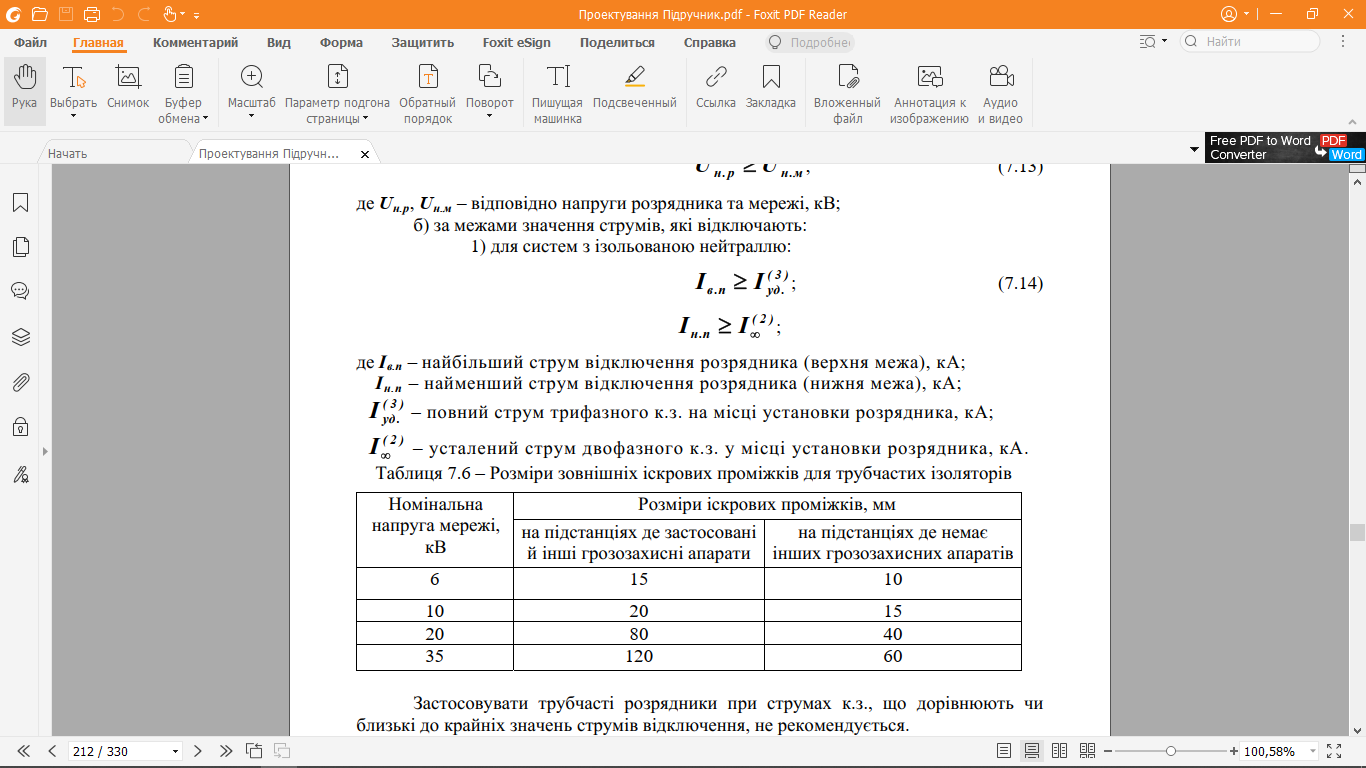 Проектування Підручник.pdf - Foxit PDF Reader
Файл Главная Комментарий Вид Форма Защитить Foxit eSign Поделиться Справка Подробнее Найти
Рука Выбрать Снимок Буфер обмена Масштаб Параметр подгона страницы Обратный порядок Поворот Пишущая машинка Подсвеченный Ссылка Закладка Вложенный файл Аннотация к изображению Аудио и видео
Начать Проектування Підручн... Free PDF to Word Converter PDF Word
U н.р ≥ U н.м , (7.13)
де Uн.р, Uн.м – відповідно напруги розрядника та мережі, кВ;
б) за межами значення струмів, які відключають:
1) для систем з ізольованою нейтраллю:
I в.п ≥ I уд. (3) ; (7.14)
I н.п ≥ I ∞ (2) ;
де Iв.п – найбільший струм відключення розрядника (верхня межа), кА;
Iн.п – найменший струм відключення розрядника (нижня межа), кА;
I уд. (3) – повний струм трифазного к.з. на місці установки розрядника, кА;
I ∞ (2) – усталений струм двофазного к.з. у місці установки розрядника, кА.
Таблиця 7.6 – Розміри зовнішніх іскрових проміжків для трубчастих ізоляторів
Номінальна напруга мережі, кВ
Розміри іскрових проміжків, мм
на підстанціях де застосовані й інші грозозахисні апарати
на підстанціях де немає інших грозозахисних апаратів
6 15 10
10 20 15
20 80 40
35 120 60
Застосовувати трубчасті розрядники при струмах к.з., що дорівнюють чи
близькі до крайніх значень струмів відключення, не рекомендується.
212 / 330 100,58%